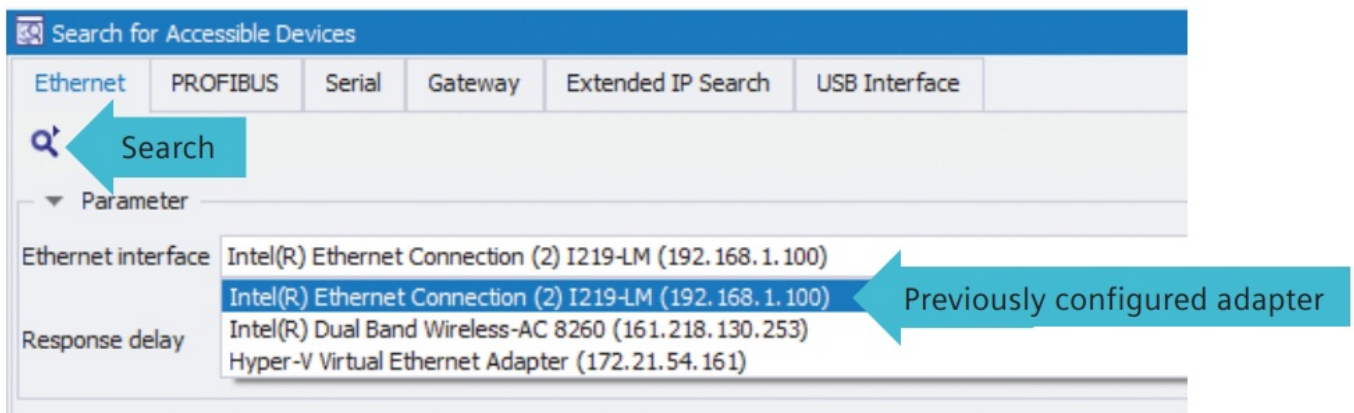 Search for Accessible Devices
Ethernet PROFIBUS Serial Gateway Extended IP Search USB Interface
Search
Parameter
Ethernet interface Intel(R) Ethernet Connection (2) I219-LM (192.168.1.100)
Intel(R) Ethernet Connection (2) I219-LM (192.168.1.100) Previously configured adapter
Response delay Intel(R) Dual Band Wireless-AC 8260 (161.218.130.253)
Hyper-V Virtual Ethernet Adapter (172.21.54.161)